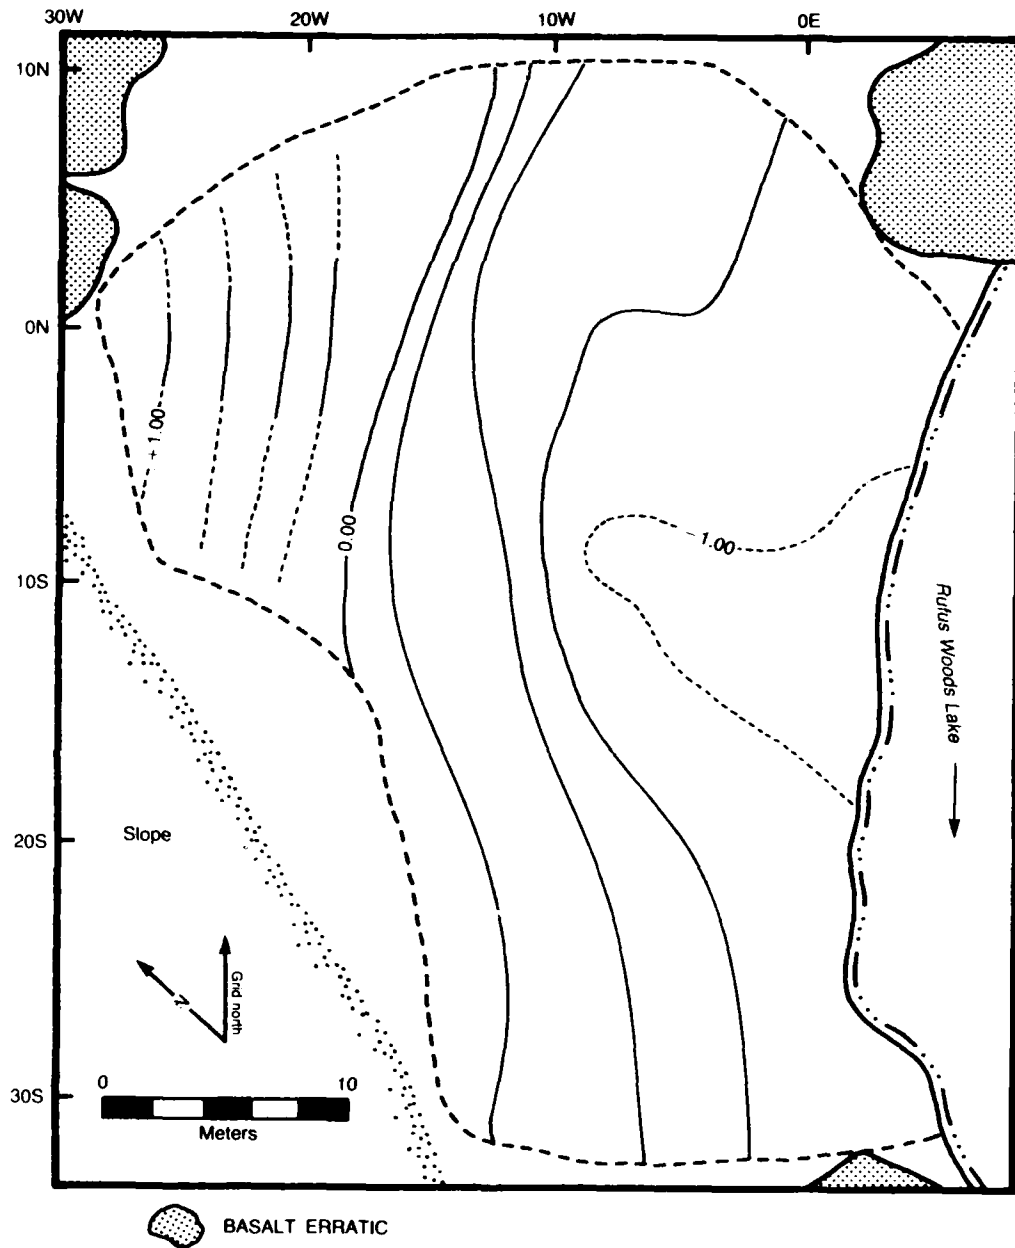 30W 20W 10W 0E
10N
0N
+ 1.00
0.00
- 1.00
10S
Rufus Woods Lake
20S
Slope
N
Grid north
30S
0 10
Meters
BASALT ERRATIC